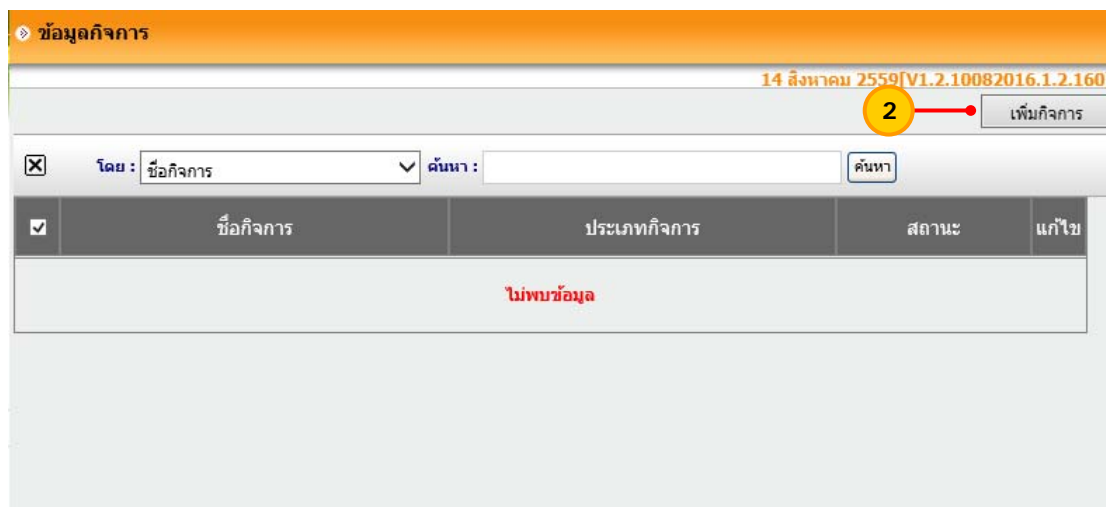 ข้อมูลกิจการ
14 สิงหาคม 2559[V1.2.10082016.1.2.160
2 เพิ่มกิจการ
โดย : ชื่อกิจการ ค้นหา : ค้นหา
ชื่อกิจการ ประเภทกิจการ สถานะ แก้ไข
ไม่พบข้อมูล